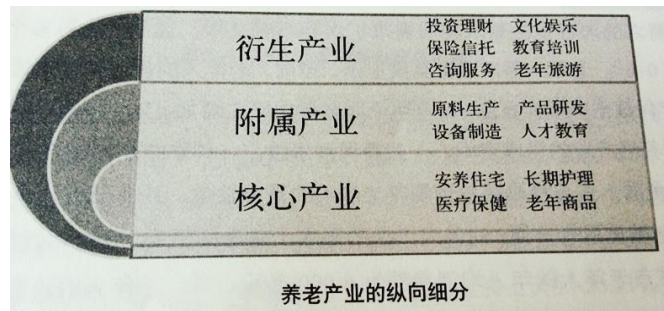 衍生产业
投资理财 文化娱乐
保险信托 教育培训
咨询服务 老年旅游
附属产业
原料生产 产品研发
设备制造 人才教育
核心产业
安养住宅 长期护理
医疗保健 老年商品
养老产业的纵向细分